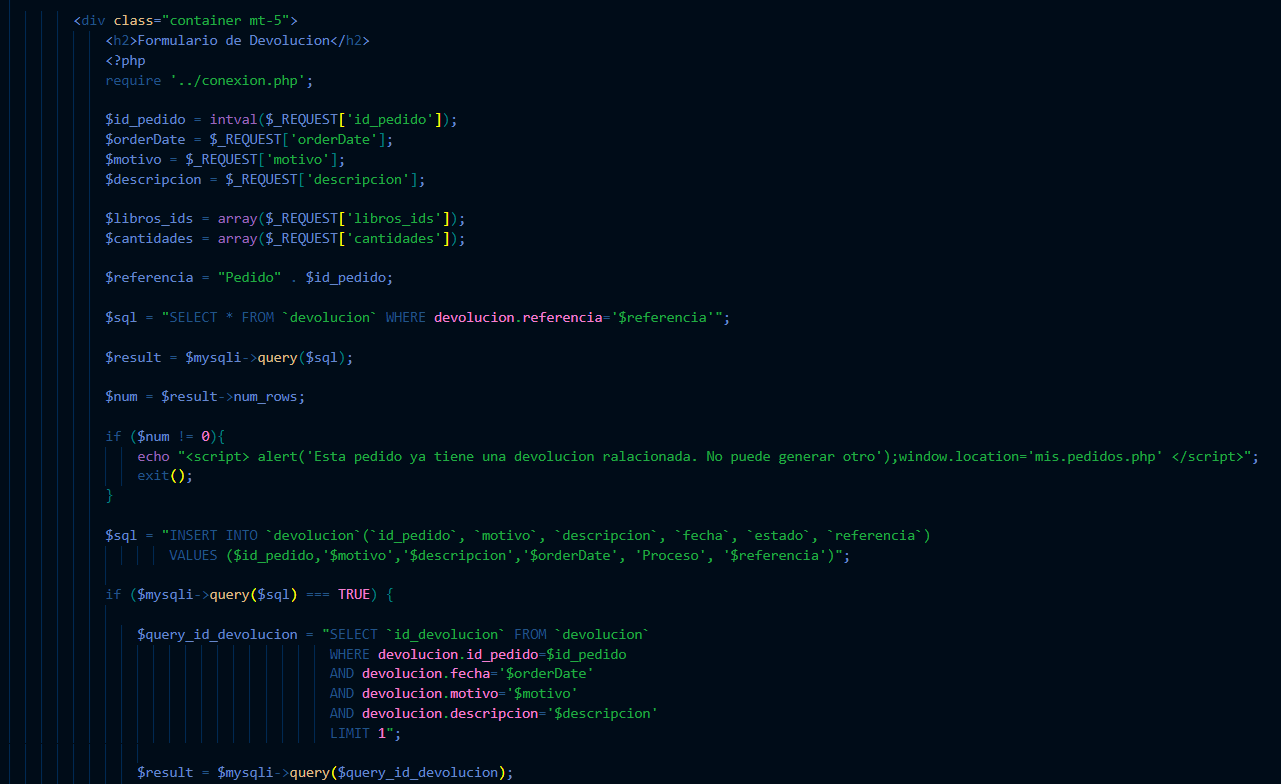 <div class="container mt-5">
<h2>Formulario de Devolucion</h2>
<?php
require '../conexion.php';
$id_pedido = intval($_REQUEST['id_pedido']);
$orderDate = $_REQUEST['orderDate'];
$motivo = $_REQUEST['motivo'];
$descripcion = $_REQUEST['descripcion'];
$libros_ids = array($_REQUEST['libros_ids']);
$cantidades = array($_REQUEST['cantidades']);
$referencia = "Pedido" . $id_pedido;
$sql = "SELECT * FROM `devolucion` WHERE devolucion.referencia='$referencia'";
$result = $mysqli->query($sql);
$num = $result->num_rows;
if ($num != 0){
echo "<script> alert('Esta pedido ya tiene una devolucion ralacionada. No puede generar otro');window.location='mis.pedidos.php' </script>";
exit();
}
$sql = "INSERT INTO `devolucion`(`id_pedido`, `motivo`, `descripcion`, `fecha`, `estado`, `referencia`)
VALUES ($id_pedido,'$motivo','$descripcion','$orderDate', 'Proceso', '$referencia')";
if ($mysqli->query($sql) === TRUE) {
$query_id_devolucion = "SELECT `id_devolucion` FROM `devolucion`
WHERE devolucion.id_pedido=$id_pedido
AND devolucion.fecha='$orderDate'
AND devolucion.motivo='$motivo'
AND devolucion.descripcion='$descripcion'
LIMIT 1";
$result = $mysqli->query($query_id_devolucion);